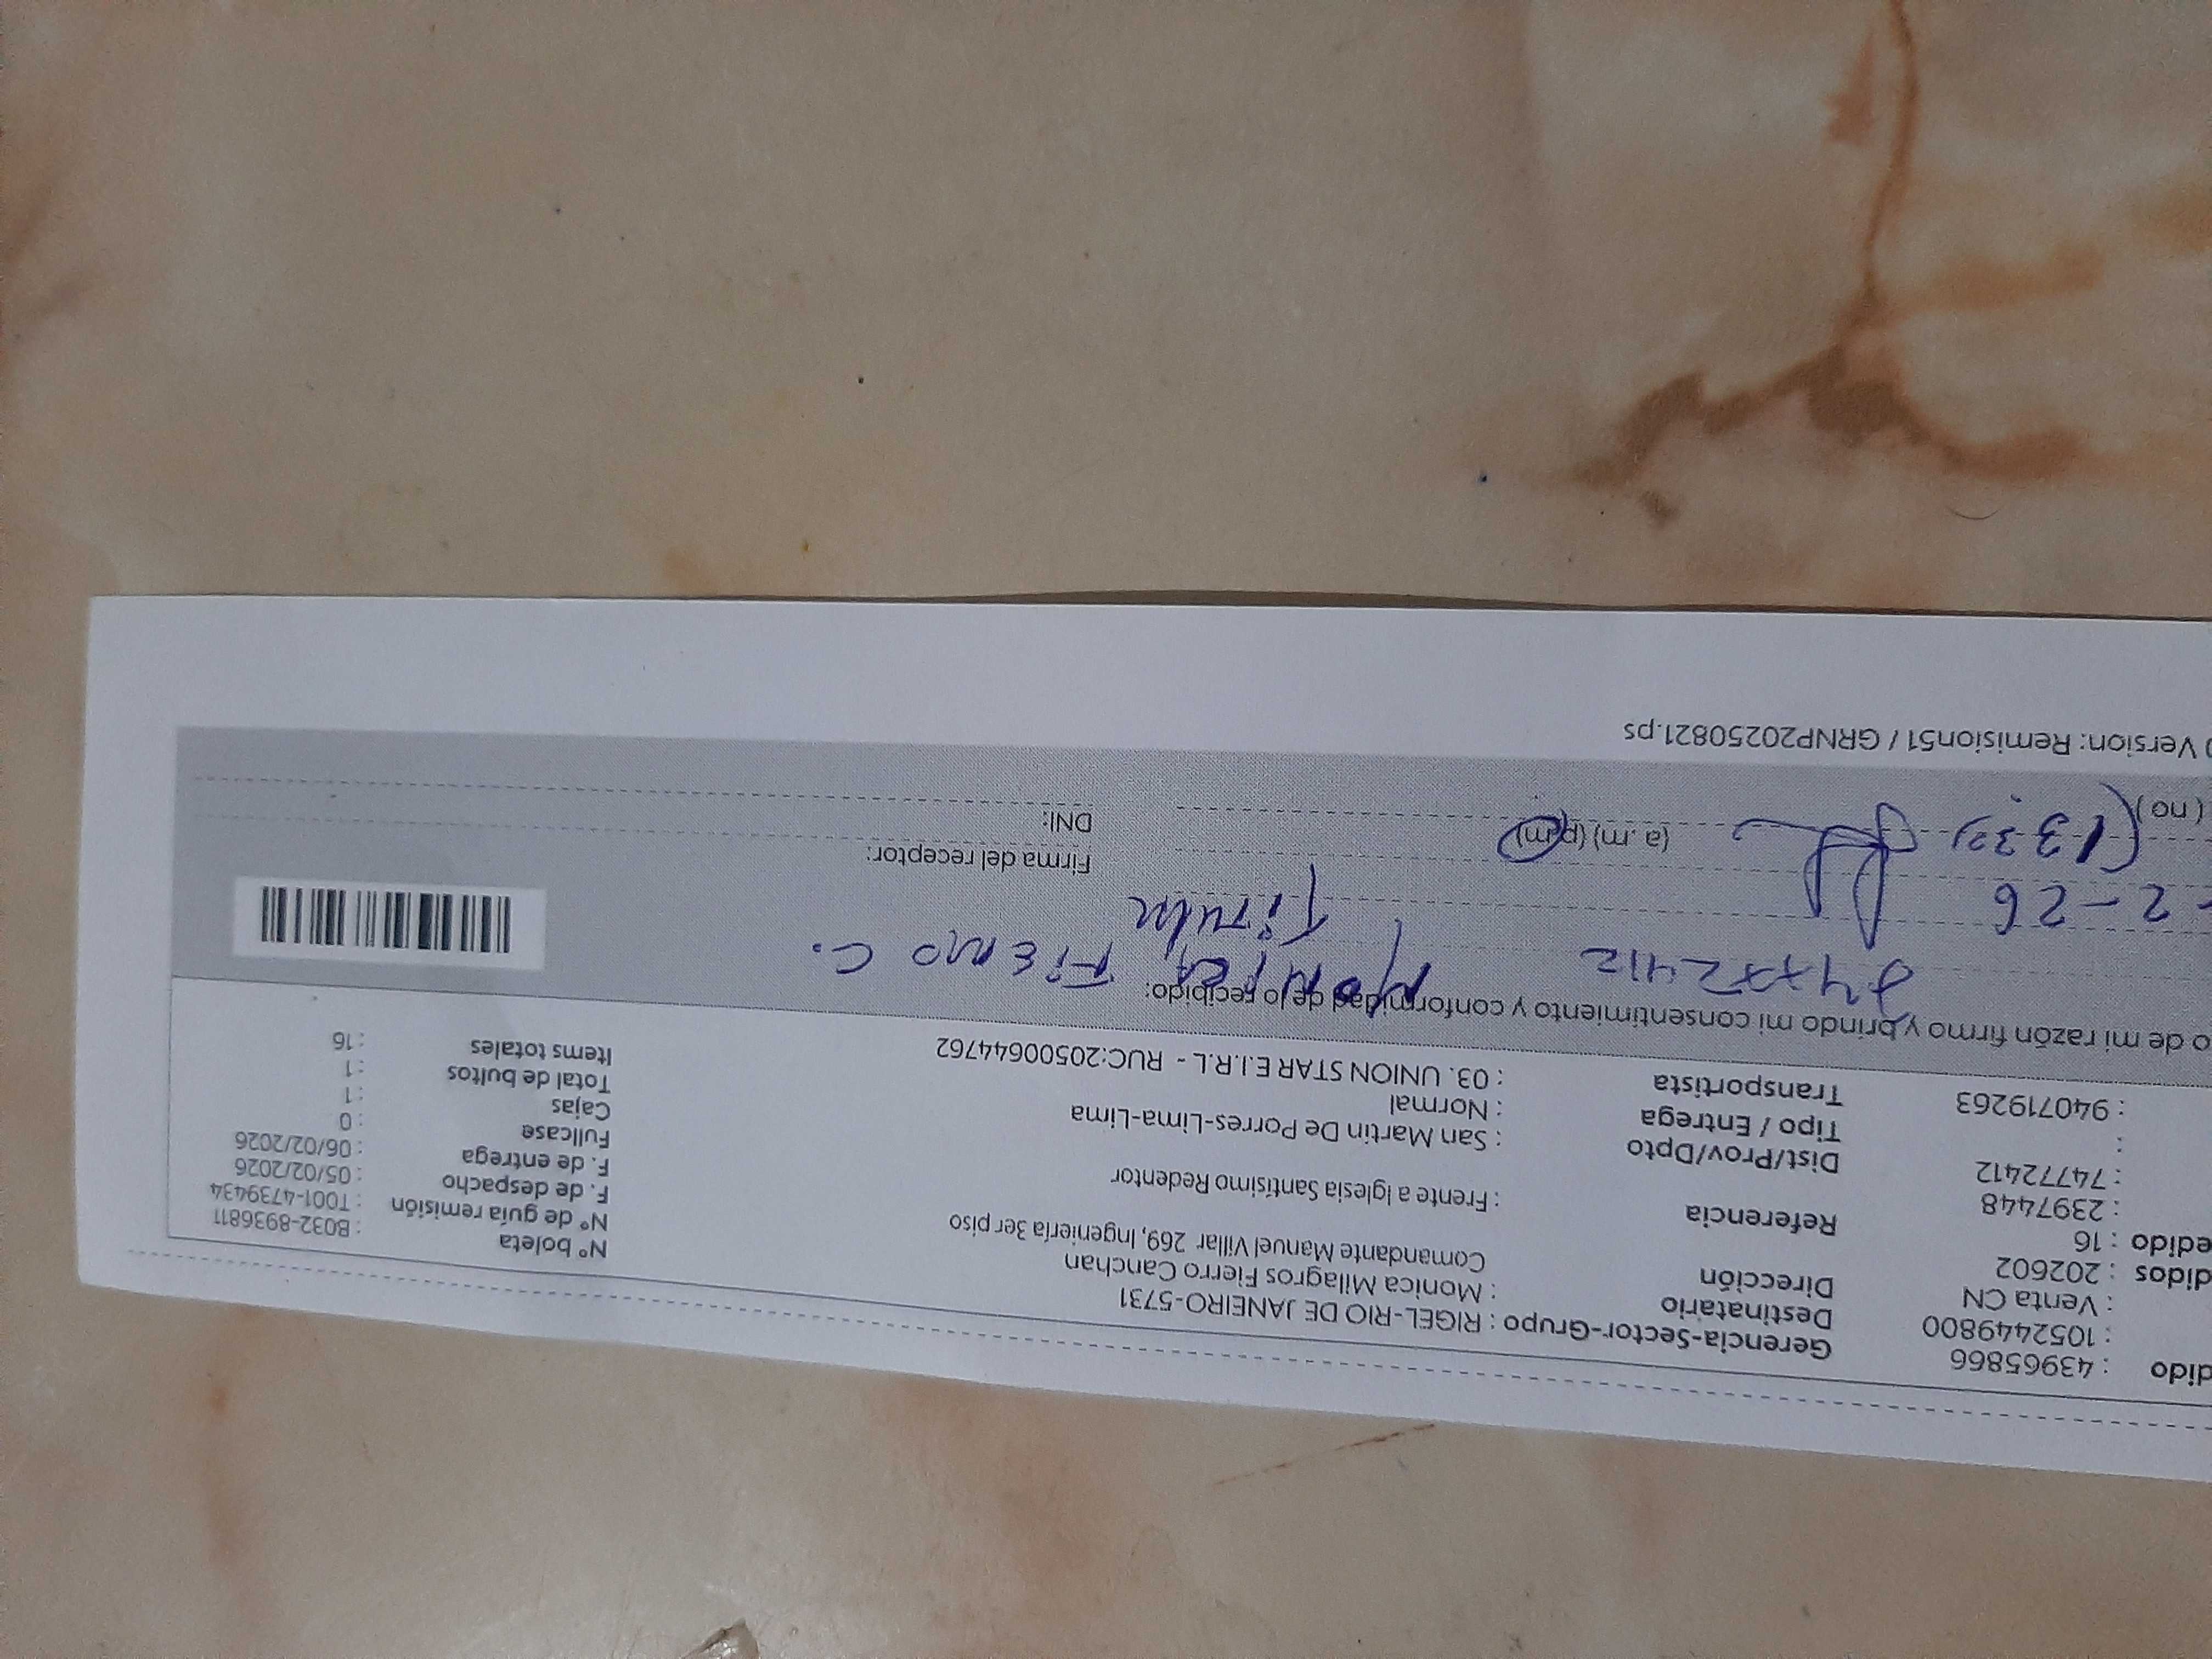 dido : 43965866
: 1052449800
: Venta CN
didos : 202602
edido : 16
: 2397448
: 74772412
:
: 940719263
Gerencia-Sector-Grupo : RIGEL-RIO DE JANEIRO-5731
Destinatario : Monica Milagros Fierro Canchan
Dirección Comandante Manuel Villar 269, Ingeniería 3er piso
Referencia : Frente a Iglesia Santísimo Redentor
Dist/Prov/Dpto : San Martin De Porres-Lima-Lima
Tipo / Entrega : Normal
Transportista : 03. UNION STAR E.I.R.L - RUC:20500644762
Nº boleta : B032-8936811
Nº de guía remisión : T001-4739434
F. de despacho : 05/02/2026
F. de entrega : 06/02/2026
Fullcase : 0
Cajas : 1
Total de bultos : 1
Items totales : 16
o de mi razón firmo y brindo mi consentimiento y conformidad de lo recibido:
74772412
Monica Fierro C.
Titular
- 2 - 26
(a.m) (p.m)
( no )
Firma del receptor:
DNI:
Version: Remision51 / GRNP20250821.ps